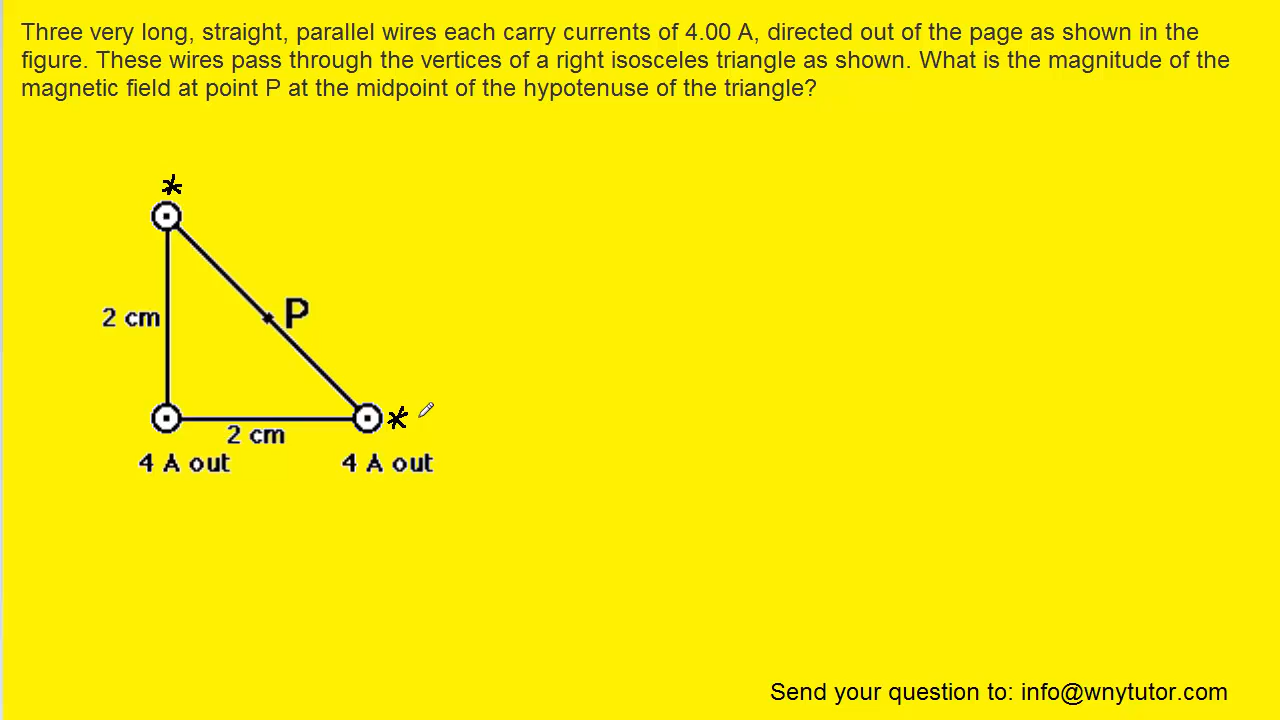 Three very long, straight, parallel wires each carry currents of 4.00 A, directed out of the page as shown in the
figure. These wires pass through the vertices of a right isosceles triangle as shown. What is the magnitude of the
magnetic field at point P at the midpoint of the hypotenuse of the triangle?
*
P
2 cm
*
2 cm
4 A out 4 A out
Send your question to: info@wnytutor.com